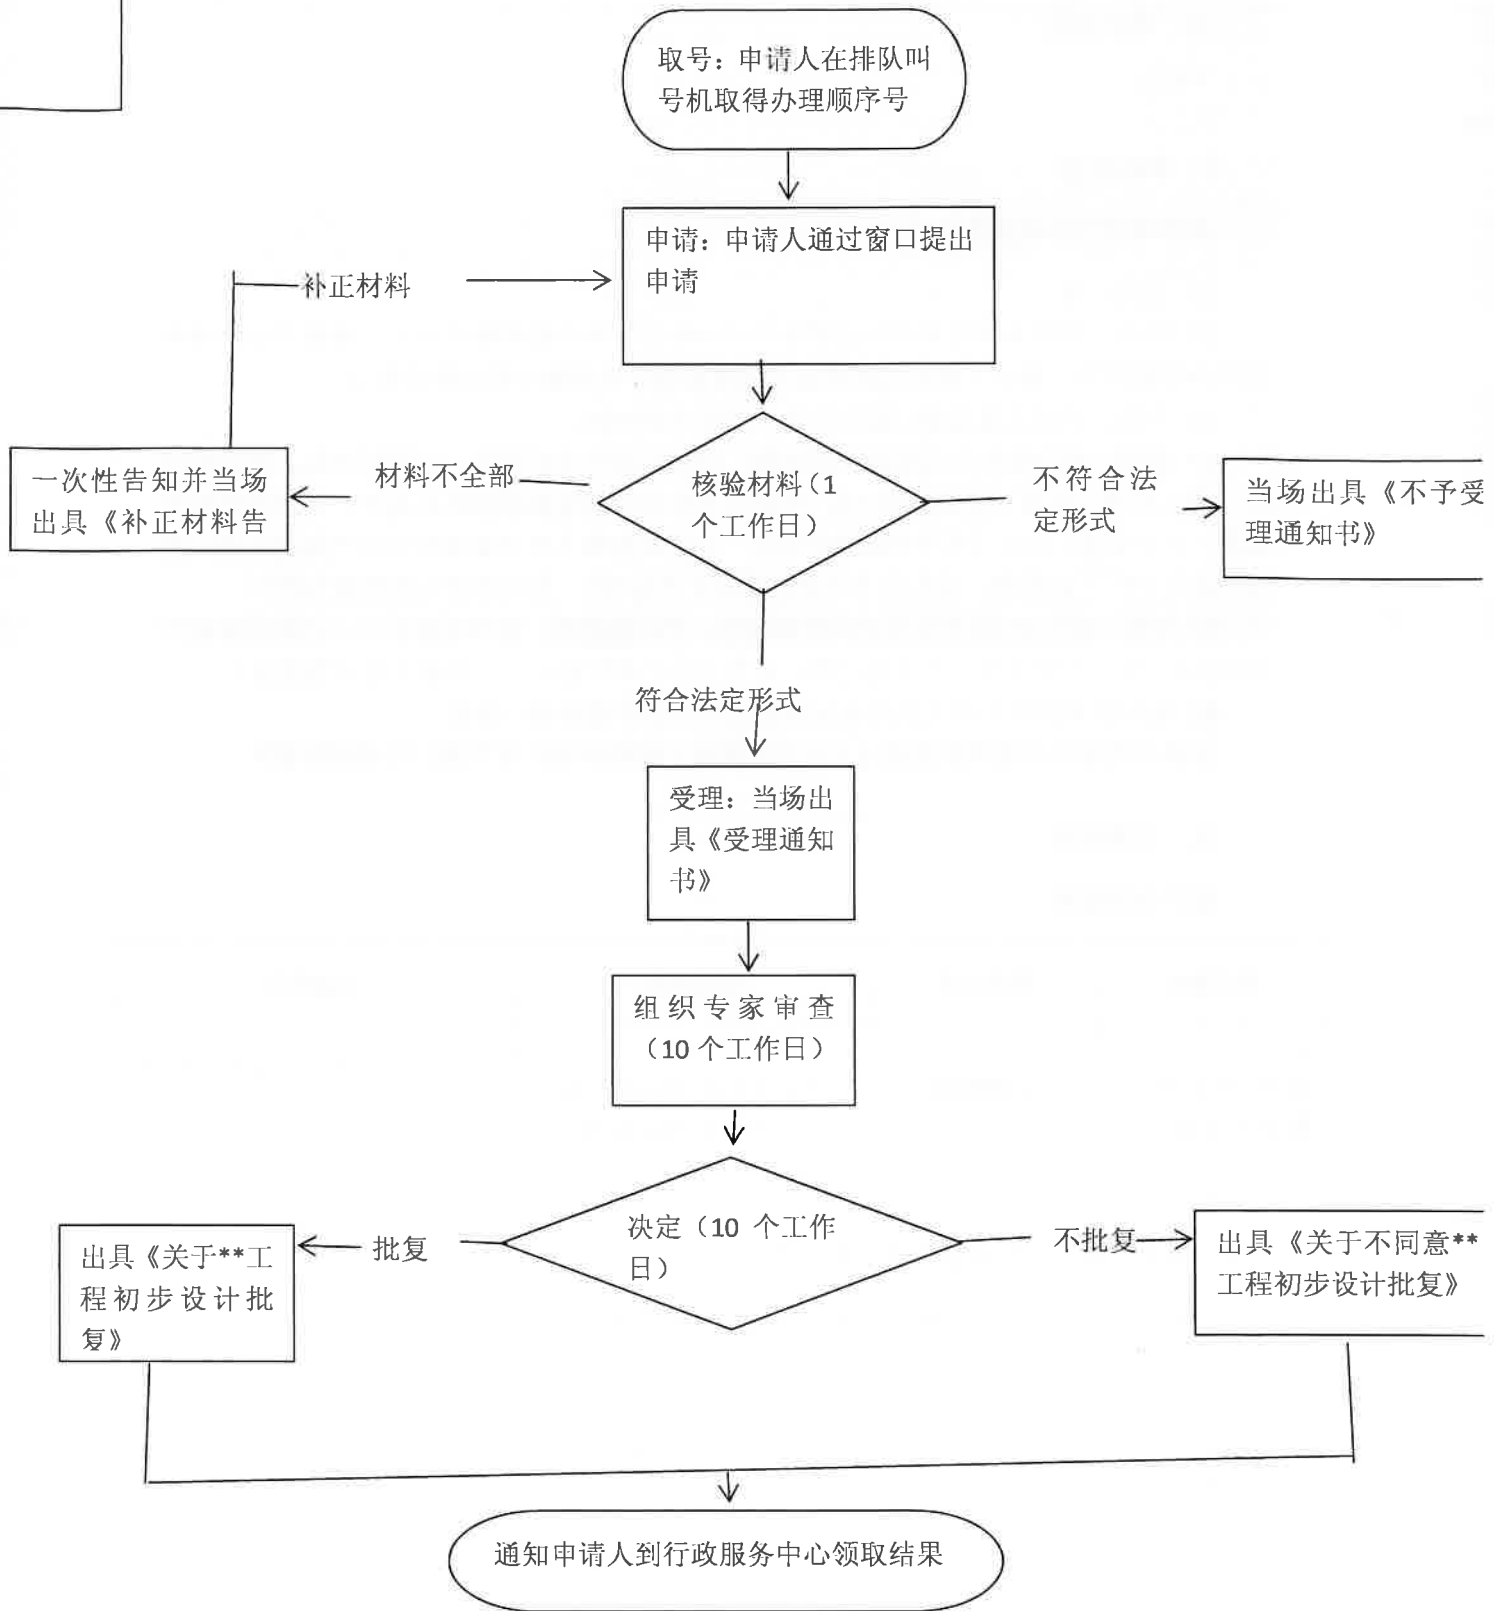 取号：申请人在排队叫
号机取得办理顺序号
申请：申请人通过窗口提出
申请
补正材料
一次性告知并当场
出具《补正材料告
材料不全部
核验材料（1
个工作日）
不符合法
定形式
当场出具《不予受
理通知书》
符合法定形式
受理：当场出
具《受理通知
书》
组织专家审查
（10个工作日）
决定（10 个工作
日）
批复
出具《关于**工
程初步设计批
复》
不批复
出具《关于不同意**
工程初步设计批复》
通知申请人到行政服务中心领取结果